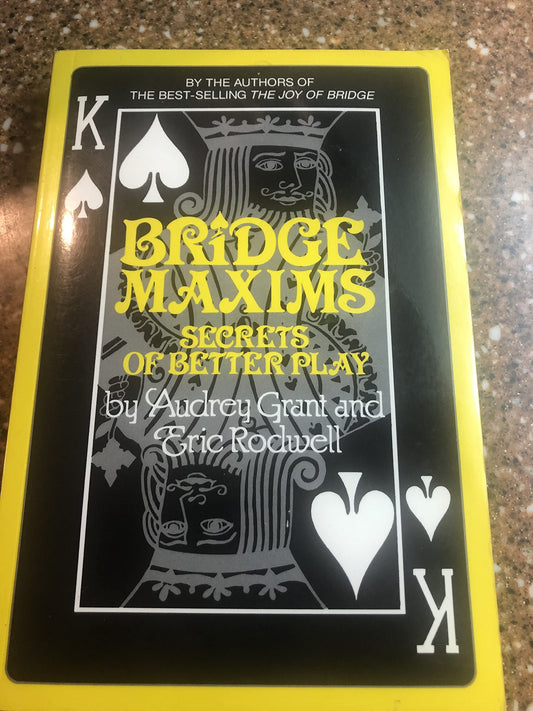 BY THE AUTHORS OF
THE BEST-SELLING THE JOY OF BRIDGE
K
BRIDGE
MAXIMS
SECRETS
OF BETTER PLAY
by Audrey Grant and
Eric Rodwell
K